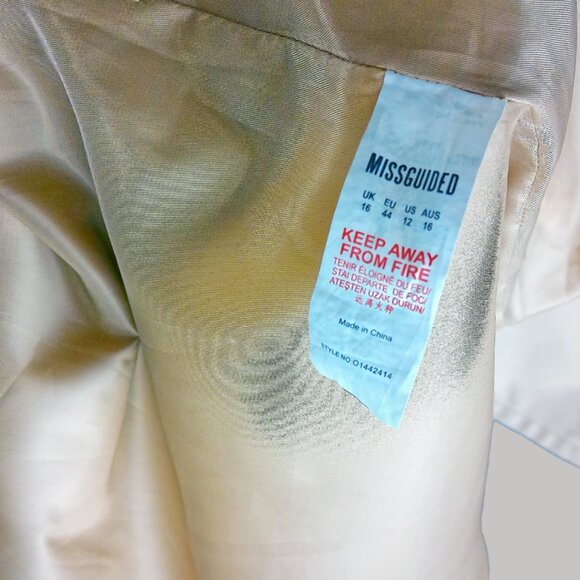 MISSGUIDED
UK EU US AUS
16 44 12 16
KEEP AWAY
FROM FIRE
TENIR ÉLOIGNÉ DU FEU/
STAI DEPARTE DE FOC/
ATEŞTEN UZAK DURUN/
远离火种
Made in China
STYLE NO O1442414